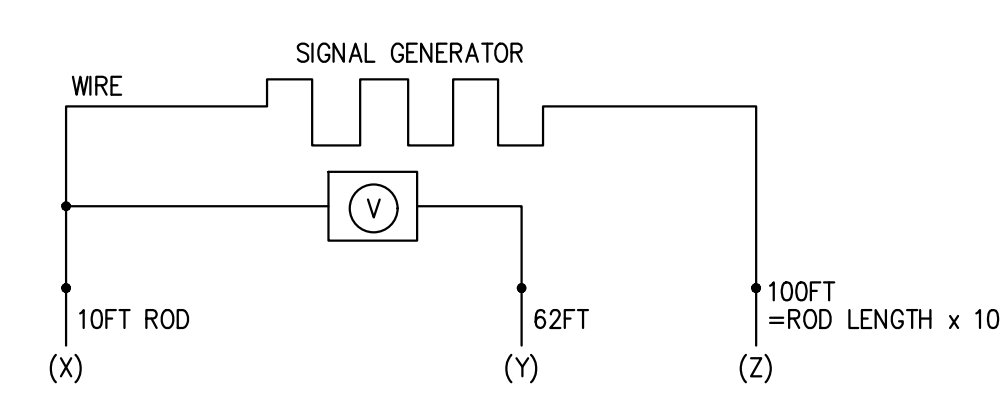 SIGNAL GENERATOR
WIRE
V
10FT ROD
62FT
100FT
=ROD LENGTH x 10
(X)
(Y)
(Z)